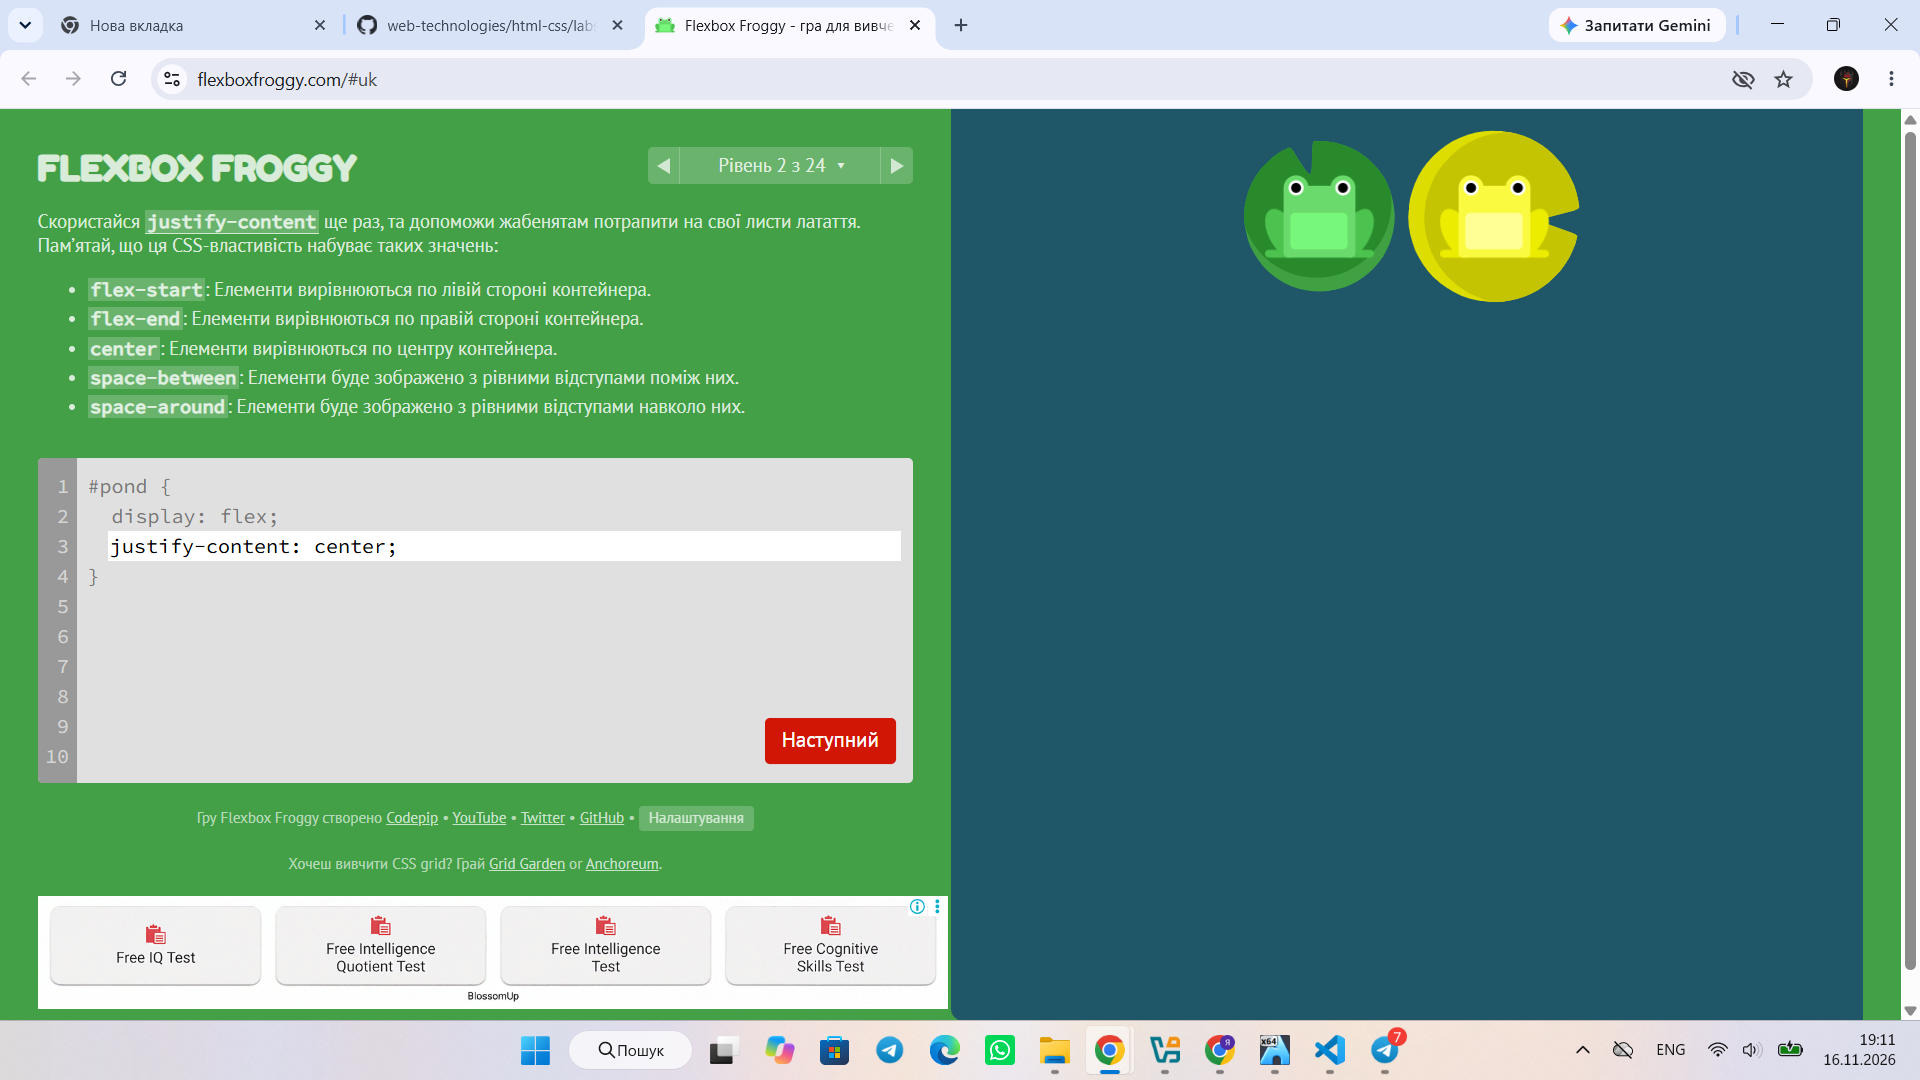 Нова вкладка
web-technologies/html-css/lab
Flexbox Froggy - гра для вивче
Запитати Gemini
flexboxfroggy.com/#uk
FLEXBOX FROGGY
Рівень 2 з 24
Скористайся justify-content ще раз, та допоможи жабенятам потрапити на свої листи латаття.
Пам’ятай, що ця CSS-властивість набуває таких значень:
• flex-start: Елементи вирівнюються по лівій стороні контейнера.
• flex-end: Елементи вирівнюються по правій стороні контейнера.
• center: Елементи вирівнюються по центру контейнера.
• space-between: Елементи буде зображено з рівними відступами поміж них.
• space-around: Елементи буде зображено з рівними відступами навколо них.
1 #pond {
2 display: flex;
3 justify-content: center;
4 }
5
6
7
8
9
10
Наступний
Гру Flexbox Froggy створено Codepip • YouTube • Twitter • GitHub • Налаштування
Хочеш вивчити CSS grid? Грай Grid Garden or Anchoreum.
Free IQ Test
Free Intelligence
Quotient Test
Free Intelligence
Test
Free Cognitive
Skills Test
BlossomUp
Пошук
Я
x64
7
ENG
19:11
16.11.2026